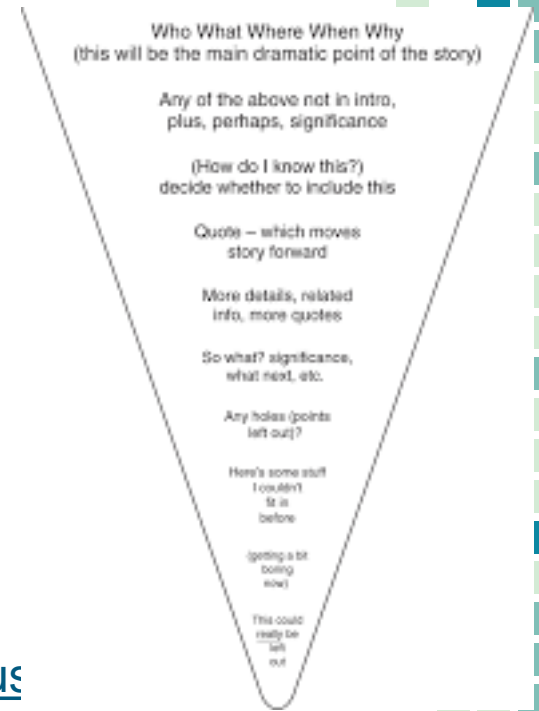 Who What Where When Why
(this will be the main dramatic point of the story)
Any of the above not in intro,
plus, perhaps, significance
(How do I know this?)
decide whether to include this
Quote – which moves
story forward
More details, related
info, more quotes
So what? significance,
what next, etc.
Any holes (points
left out)?
Here's some stuff
I couldn't
fit in
before
(getting a bit
boring
now)
This could
really be
left
out
us